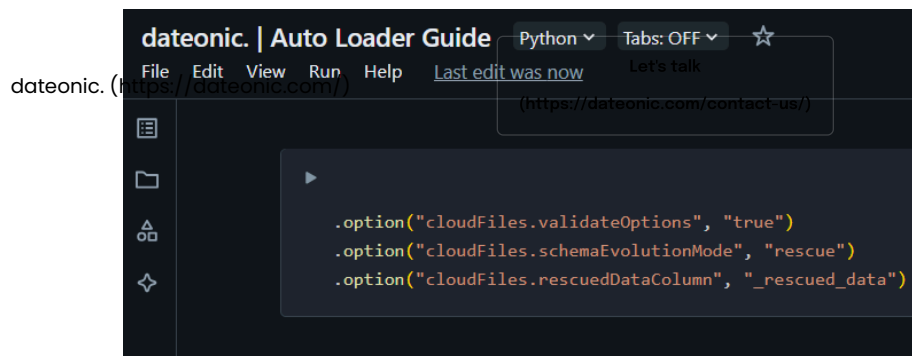 dateonic. | Auto Loader Guide Python Tabs: OFF
Let's talk
File Edit View Run Help Last edit was now
dateonic. (https://dateonic.com/)
(https://dateonic.com/contact-us/)
.option("cloudFiles.validateOptions", "true")
.option("cloudFiles.schemaEvolutionMode", "rescue")
.option("cloudFiles.rescuedDataColumn", "_rescued_data")